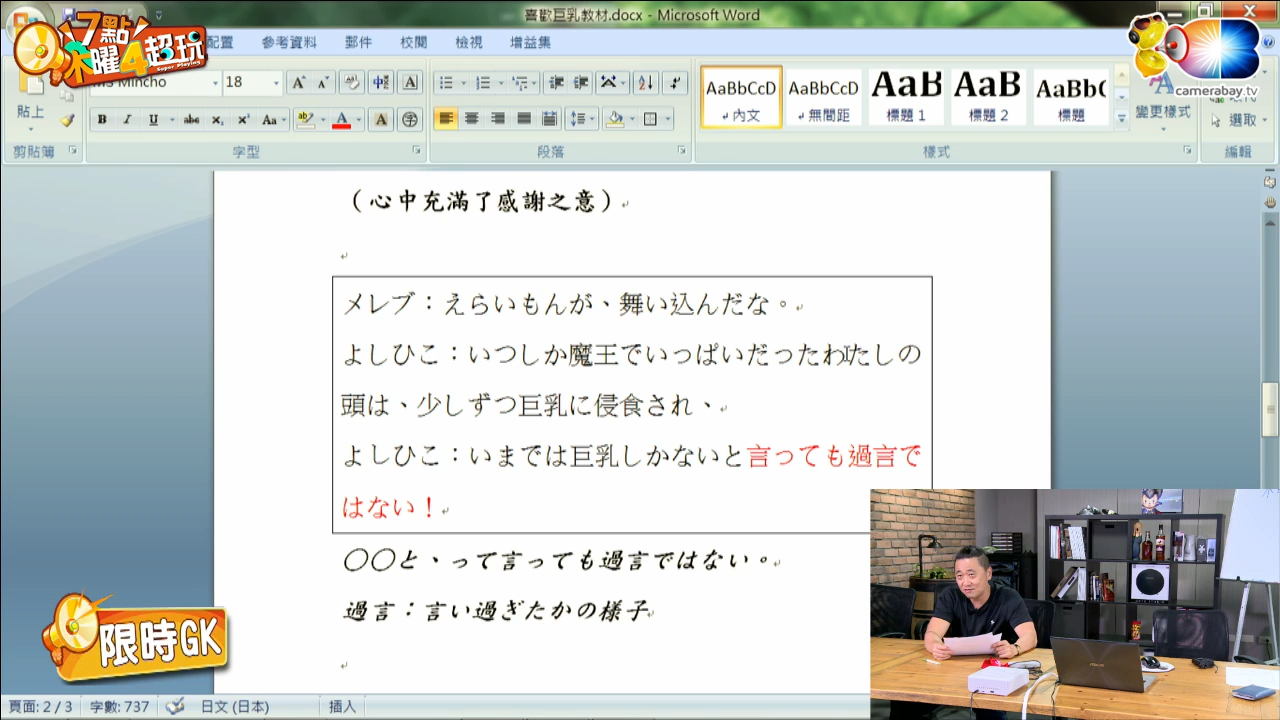 喜歡巨乳教材.docx - Microsoft Word
7點
木曜4超玩
Super Playing
camerabay.tv
配置 參考資料 郵件 校閱 檢視 增益集
貼上
Mincho 18
AaBbCcD AaBbCcD AaB AaB AaBb
內文 無間距 標題 1 標題 2 標題
變更樣式
選取
剪貼簿 字型 段落 樣式 編輯
（心中充滿了感謝之意）
メレブ：えらいもんが、舞い込んだな。
よしひこ：いつしか魔王でいっぱいだったわたしの
頭は、少しずつ巨乳に侵食され、
よしひこ：いまでは巨乳しかないと言っても過言で
はない！
〇〇と、って言っても過言ではない。
過言：言い過ぎたかの様子
限時GK
頁面: 2 / 3 字數: 737 日文 (日本) 插入